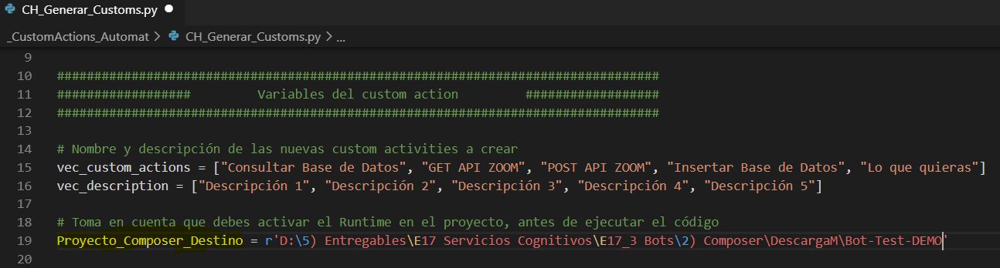 CH_Generar_Customs.py ●
_CustomActions_Automat > CH_Generar_Customs.py > ...
9
10 #################################################################################
11 ################## Variables del custom action ##################
12 #################################################################################
13
14 # Nombre y descripción de las nuevas custom activities a crear
15 vec_custom_actions = ["Consultar Base de Datos", "GET API ZOOM", "POST API ZOOM", "Insertar Base de Datos", "Lo que quieras"]
16 vec_description = ["Descripción 1", "Descripción 2", "Descripción 3", "Descripción 4", "Descripción 5"]
17
18 # Toma en cuenta que debes activar el Runtime en el proyecto, antes de ejecutar el código
19 Proyecto_Composer_Destino = r'D:\5) Entregables\E17 Servicios Cognitivos\E17_3 Bots\2) Composer\DescargaM\Bot-Test-DEMO'
20